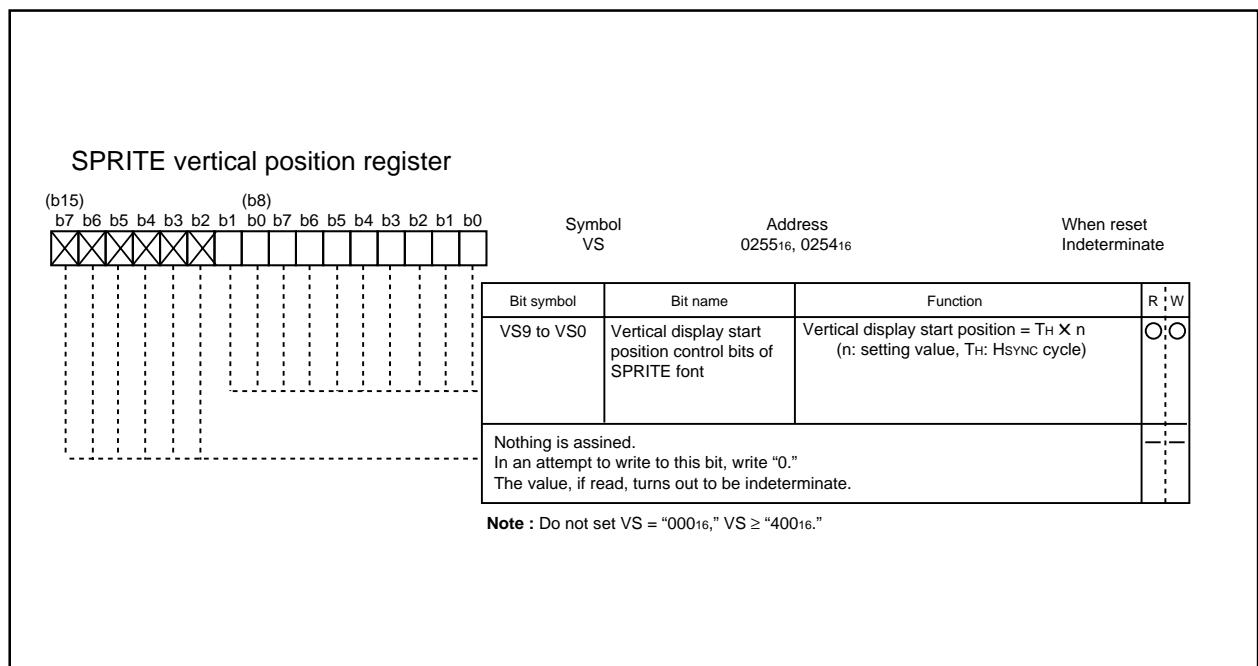 SPRITE vertical position register
(b15) (b8)
b7 b6 b5 b4 b3 b2 b1 b0 b7 b6 b5 b4 b3 b2 b1 b0
Symbol Address When reset
VS 025516, 025416 Indeterminate
Bit symbol Bit name Function R W
VS9 to VS0 Vertical display start Vertical display start position = TH X n
position control bits of (n: setting value, TH: HSYNC cycle)
SPRITE font
Nothing is assined.
In an attempt to write to this bit, write “0.”
The value, if read, turns out to be indeterminate.
Note : Do not set VS = “00016,” VS ≥ “40016.”